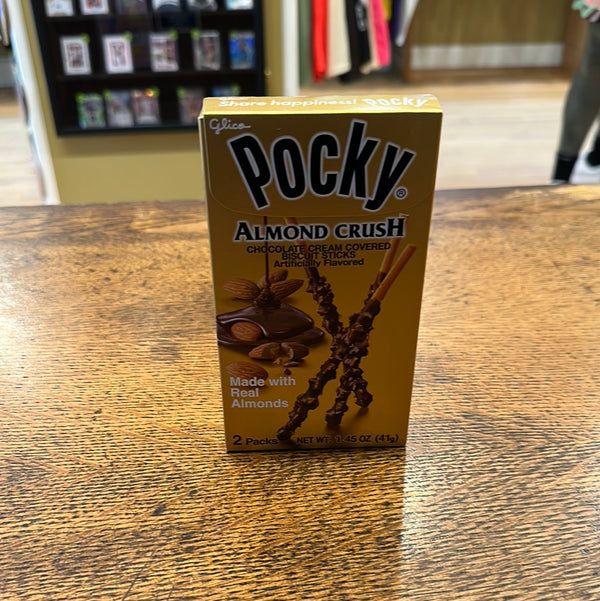 Share happiness! POCKY
Glico
Pocky®
ALMOND CRUSH
CHOCOLATE CREAM COVERED
BISCUIT STICKS
Artificially Flavored
Made with
Real
Almonds
2 Packs NET WT. 1.45 OZ (41g)